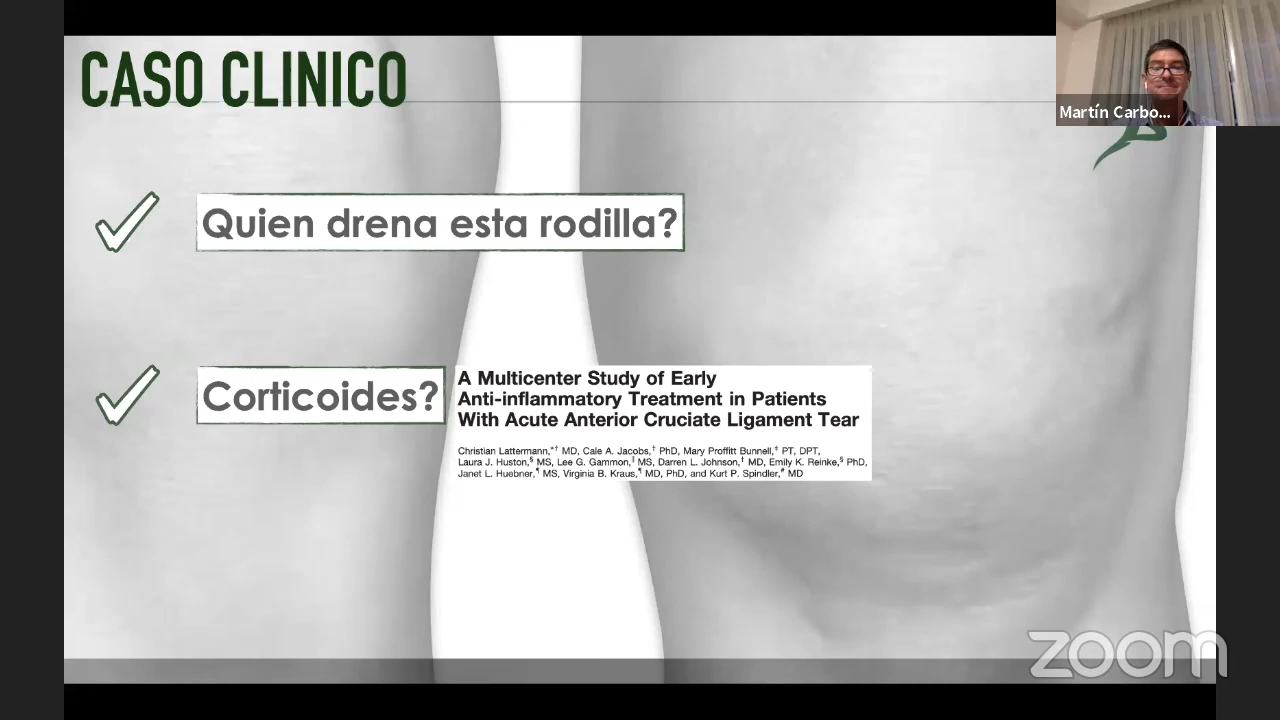 CASO CLINICO
Martín Carbo...
Quien drena esta rodilla?
Corticoides?
A Multicenter Study of Early
Anti-inflammatory Treatment in Patients
With Acute Anterior Cruciate Ligament Tear
Christian Lattermann,*† MD, Cale A. Jacobs,† PhD, Mary Proffitt Bunnell,‡ PT, DPT,
Laura J. Huston,§ MS, Lee G. Gammon,‖ MS, Darren L. Johnson,† MD, Emily K. Reinke,§ PhD,
Janet L. Huebner,¶ MS, Virginia B. Kraus,¶ MD, PhD, and Kurt P. Spindler,# MD
zoom